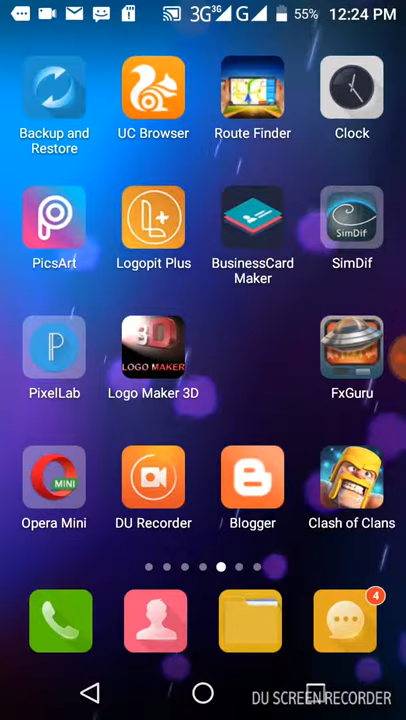 3G 3G G 55% 12:24 PM
Backup and Restore
UC Browser
Route Finder
Clock
PicsArt
Logopit Plus
BusinessCard Maker
SimDif
SimDif
PixelLab
3D LOGO MAKER
Logo Maker 3D
FxGuru
MINI
Opera Mini
DU Recorder
Blogger
Clash of Clans
4
DU SCREEN RECORDER